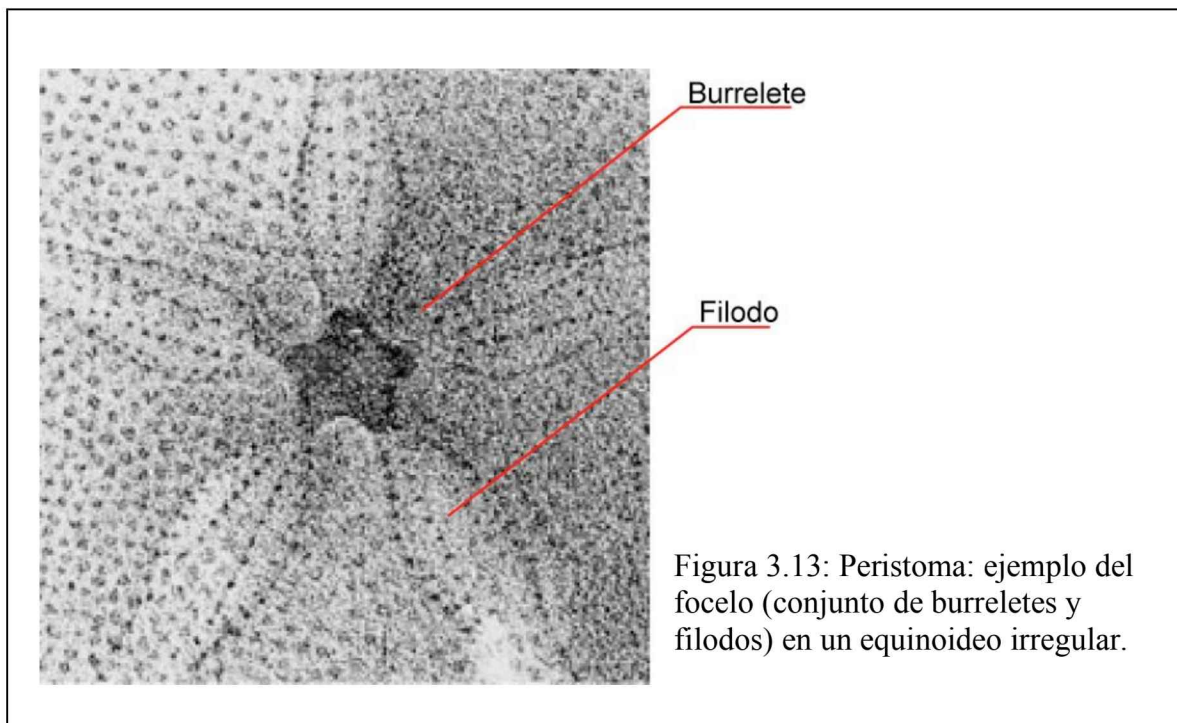 Burrelete
Filodo
Figura 3.13: Peristoma: ejemplo del
focelo (conjunto de burreletes y
filodos) en un equinoideo irregular.